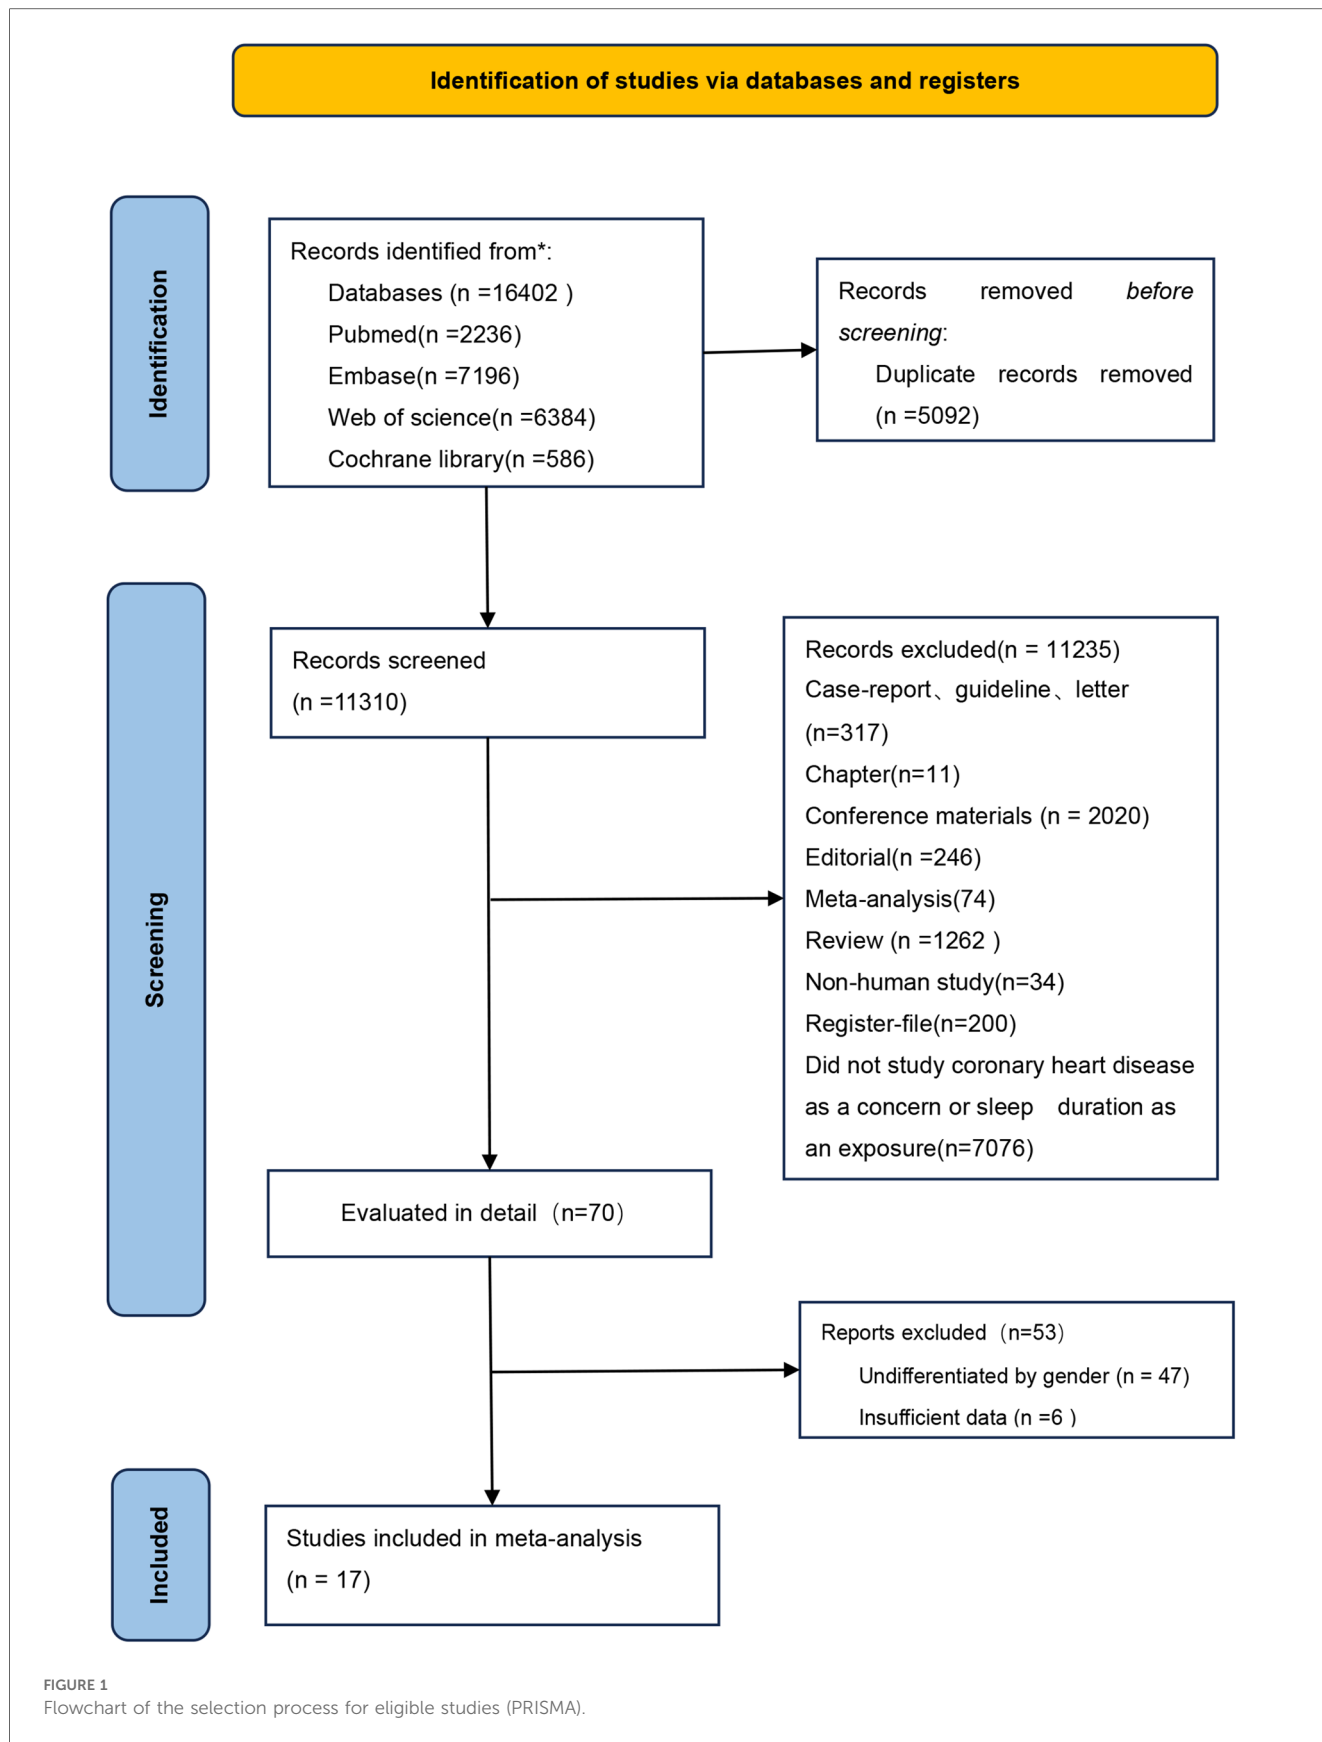 Identification of studies via databases and registers
Identification
Records identified from*:
Databases (n =16402 )
Pubmed(n =2236)
Embase(n =7196)
Web of science(n =6384)
Cochrane library(n =586)
Records removed before
screening:
Duplicate records removed
(n =5092)
Screening
Records screened
(n =11310)
Records excluded(n = 11235)
Case-report、guideline、letter
(n=317)
Chapter(n=11)
Conference materials (n = 2020)
Editorial(n =246)
Meta-analysis(74)
Review (n =1262 )
Non-human study(n=34)
Register-file(n=200)
Did not study coronary heart disease
as a concern or sleep duration as
an exposure(n=7076)
Evaluated in detail（n=70）
Reports excluded（n=53）
Undifferentiated by gender (n = 47)
Insufficient data (n =6 )
Included
Studies included in meta-analysis
(n = 17)
FIGURE 1
Flowchart of the selection process for eligible studies (PRISMA).